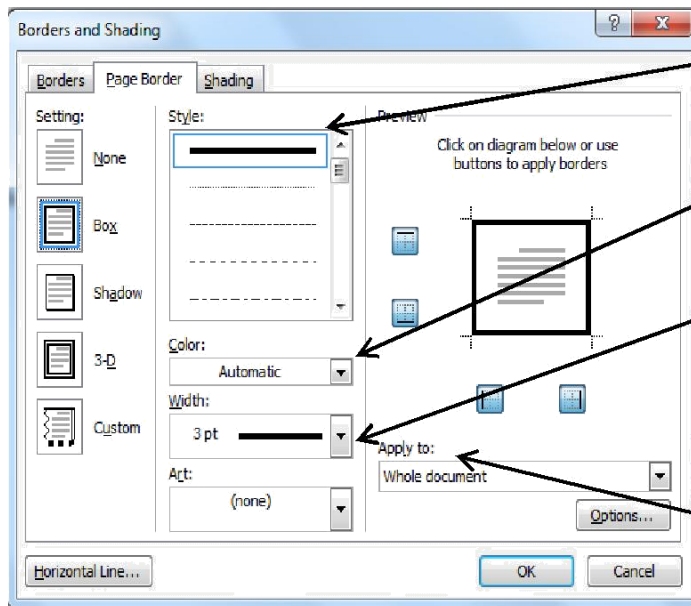 Borders and Shading
Borders
Page Border
Shading
Setting:
None
Box
Shadow
3-D
Custom
Style:
Color:
Automatic
Width:
3 pt
Art:
(none)
Preview
Click on diagram below or use
buttons to apply borders
Apply to:
Whole document
Options...
Horizontal Line...
OK
Cancel